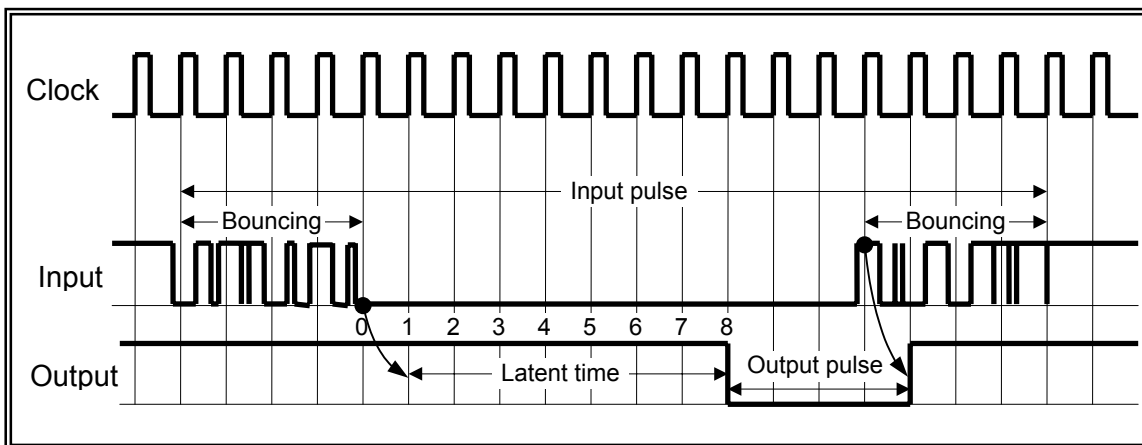 Clock
Input pulse
Bouncing
Bouncing
Input
0 1 2 3 4 5 6 7 8
Output
Latent time
Output pulse